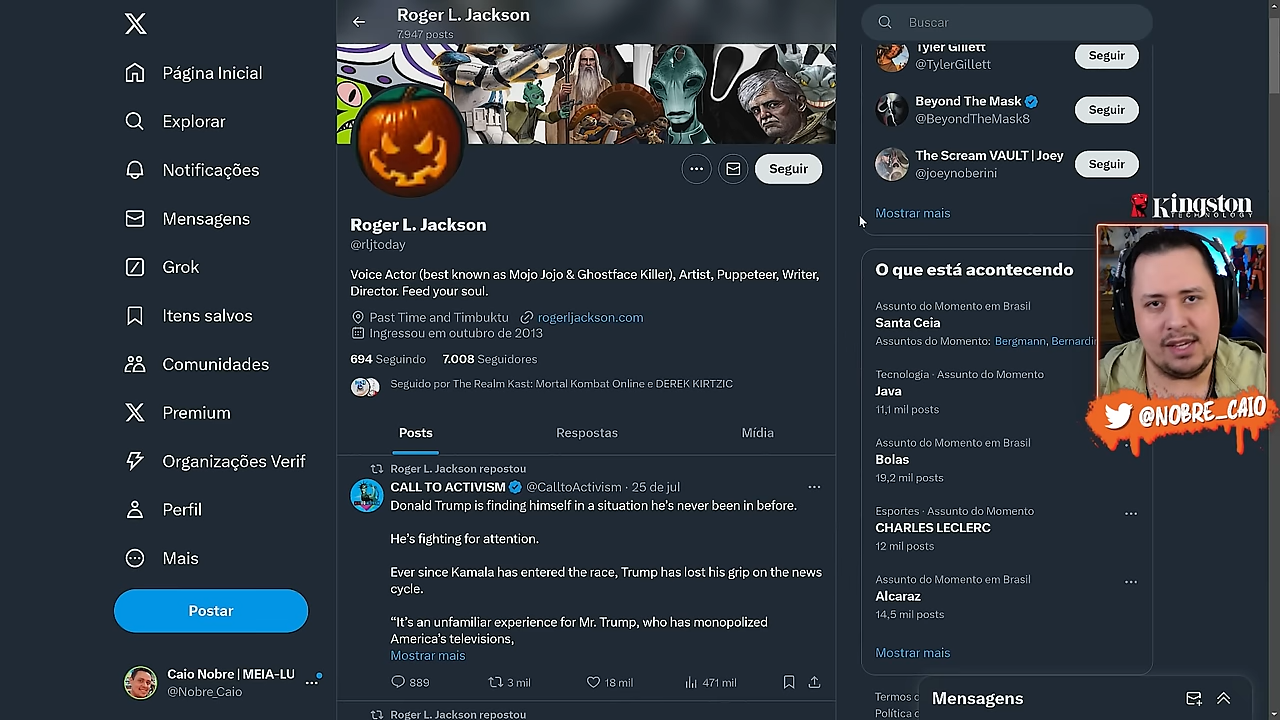 Página Inicial
Explorar
Notificações
Mensagens
Grok
Itens salvos
Comunidades
Premium
Organizações Verif
Perfil
Mais
Postar
Caio Nobre | MEIA-LU
@Nobre_Caio
Roger L. Jackson
7.947 posts
Seguir
Roger L. Jackson
@rljtoday
Voice Actor (best known as Mojo Jojo & Ghostface Killer), Artist, Puppeteer, Writer,
Director. Feed your soul.
Past Time and Timbuktu rogerljackson.com
Ingressou em outubro de 2013
694 Seguindo 7.008 Seguidores
Seguido por The Realm Kast: Mortal Kombat Online e DEREK KIRTZIC
Posts Respostas Mídia
Roger L. Jackson repostou
CALL TO ACTIVISM @CalltoActivism · 25 de jul
Donald Trump is finding himself in a situation he's never been in before.
He's fighting for attention.
Ever since Kamala has entered the race, Trump has lost his grip on the news
cycle.
“It's an unfamiliar experience for Mr. Trump, who has monopolized
America's televisions,
Mostrar mais
889 3 mil 18 mil 471 mil
Roger L. Jackson repostou
Buscar
Tyler Gillett
@TylerGillett
Seguir
Beyond The Mask
@BeyondTheMask8
Seguir
The Scream VAULT | Joey
@joeynoberini
Seguir
Mostrar mais
O que está acontecendo
Assunto do Momento em Brasil
Santa Ceia
Assuntos do Momento: Bergmann, Bernardin
Tecnologia · Assunto do Momento
Java
11,1 mil posts
Assunto do Momento em Brasil
Bolas
19,2 mil posts
Esportes · Assunto do Momento
CHARLES LECLERC
12 mil posts
Assunto do Momento em Brasil
Alcaraz
14,5 mil posts
Mostrar mais
Termos
Política
Mensagens
Kingston
TECHNOLOGY
@NOBRE_CAIO